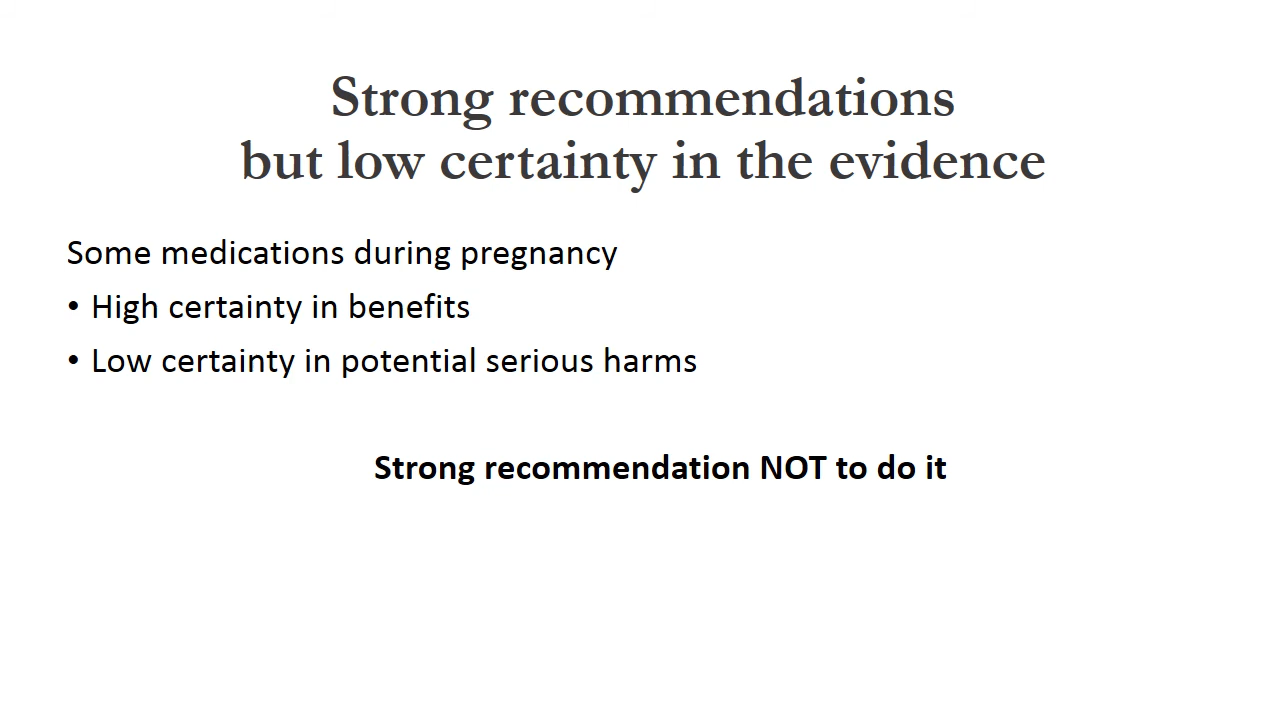 Strong recommendations
but low certainty in the evidence
Some medications during pregnancy
• High certainty in benefits
• Low certainty in potential serious harms
Strong recommendation NOT to do it